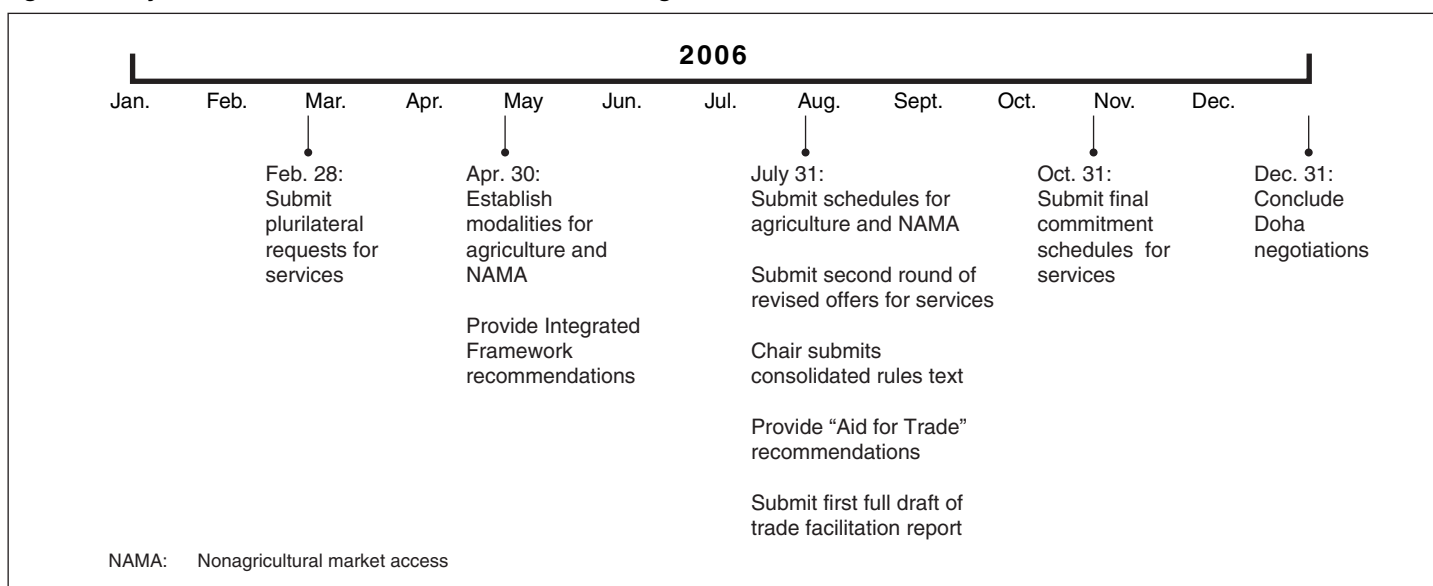 2006
Jan. Feb. Mar. Apr. May Jun. Jul. Aug. Sept. Oct. Nov. Dec.
Feb. 28:
Submit
plurilateral
requests for
services
Apr. 30:
Establish
modalities for
agriculture and
NAMA
Provide Integrated
Framework
recommendations
July 31:
Submit schedules for
agriculture and NAMA
Submit second round of
revised offers for services
Chair submits
consolidated rules text
Provide “Aid for Trade”
recommendations
Submit first full draft of
trade facilitation report
Oct. 31:
Submit final
commitment
schedules for
services
Dec. 31:
Conclude
Doha
negotiations
NAMA: Nonagricultural market access